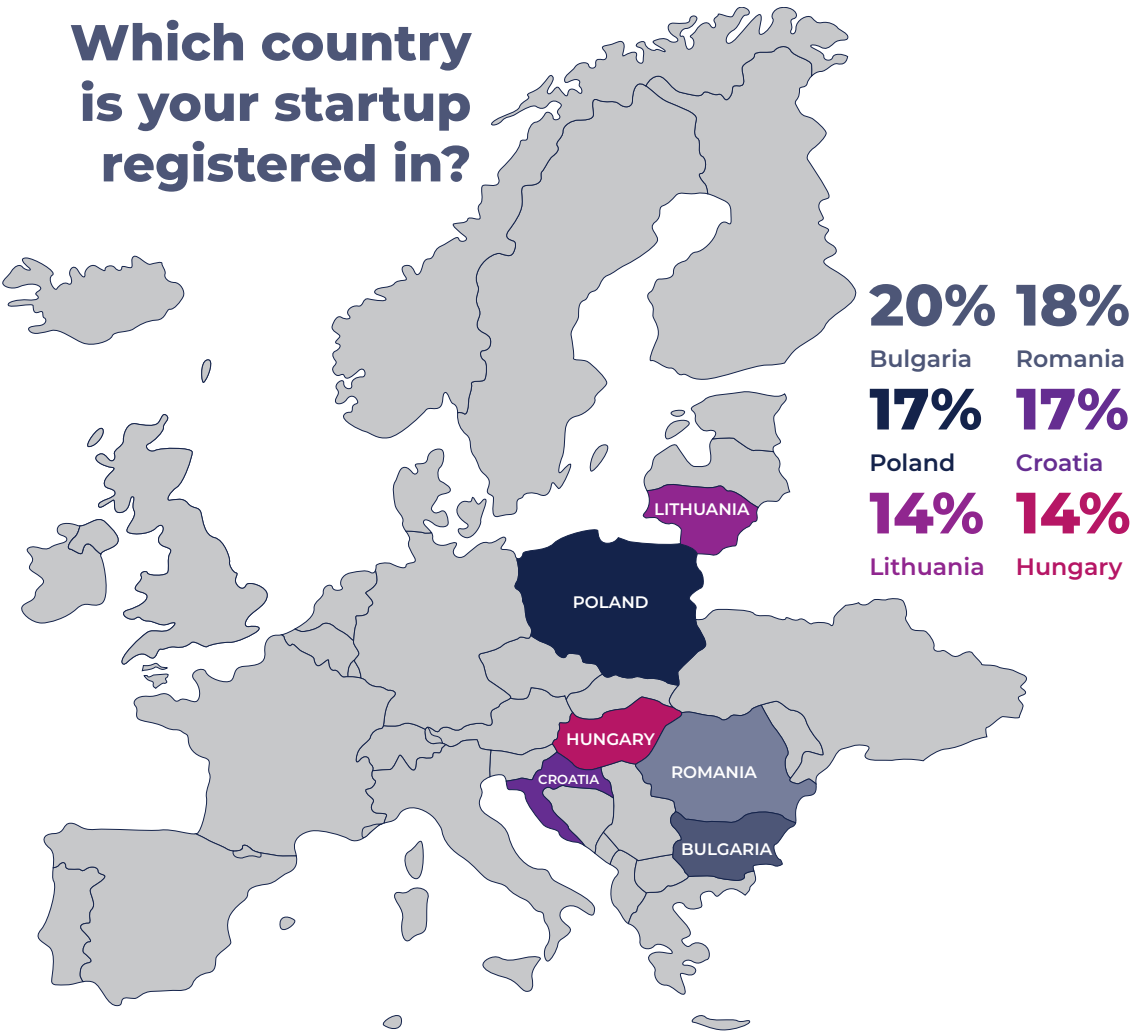 Which country
is your startup
registered in?
20% 18%
Bulgaria Romania
17% 17%
Poland Croatia
14% 14%
Lithuania Hungary
LITHUANIA
POLAND
HUNGARY
ROMANIA
CROATIA
BULGARIA